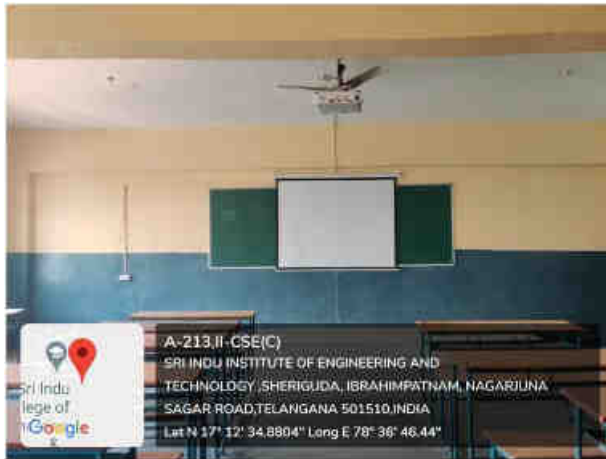 A-213,II-CSE(C)
SRI INDU INSTITUTE OF ENGINEERING AND
TECHNOLOGY ,SHERIGUDA, IBRAHIMPATNAM, NAGARJUNA
SAGAR ROAD,TELANGANA 501510,INDIA
Lat N 17° 12' 34.8804" Long E 78° 36' 46.44"
Sri Indu
lege of
Google
&